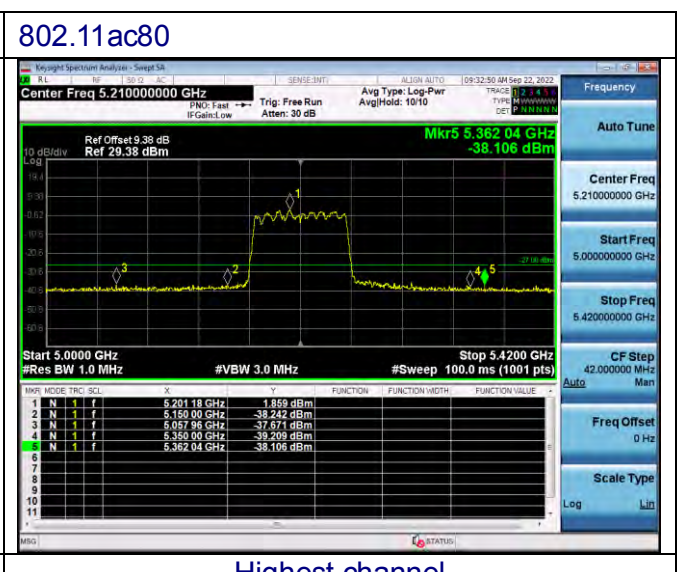 802.11ac80
Keysight Spectrum Analyzer - Swept SA
RL RF 50 Ω AC SENSE:INT ALIGN AUTO 09:32:50 AM Sep 22, 2022
Center Freq 5.210000000 GHz
PNO: Fast
IFGain:Low
Trig: Free Run
Atten: 30 dB
Avg Type: Log-Pwr
Avg|Hold: 10/10
TRACE 1 2 3 4 5 6
TYPE MWWWWW
DET P NNNNN
Frequency
Ref Offset 9.38 dB
10 dB/div Ref 29.38 dBm
Log
Mkr5 5.362 04 GHz
-38.106 dBm
19.4
9.38
-0.62
-10.6
-20.6
-30.6
-40.6
-50.6
-60.6
1
2
3
4
5
-27.00 dBm
Start 5.0000 GHz Stop 5.4200 GHz
#Res BW 1.0 MHz #VBW 3.0 MHz #Sweep 100.0 ms (1001 pts)
MKR MODE TRC SCL X Y FUNCTION FUNCTION WIDTH FUNCTION VALUE
1 N 1 f 5.201 18 GHz 1.859 dBm
2 N 1 f 5.150 00 GHz -38.242 dBm
3 N 1 f 5.057 96 GHz -37.671 dBm
4 N 1 f 5.350 00 GHz -39.209 dBm
5 N 1 f 5.362 04 GHz -38.106 dBm
6
7
8
9
10
11
MSG STATUS
Auto Tune
Center Freq
5.210000000 GHz
Start Freq
5.000000000 GHz
Stop Freq
5.420000000 GHz
CF Step
42.000000 MHz
Auto Man
Freq Offset
0 Hz
Scale Type
Log Lin
Highest channel